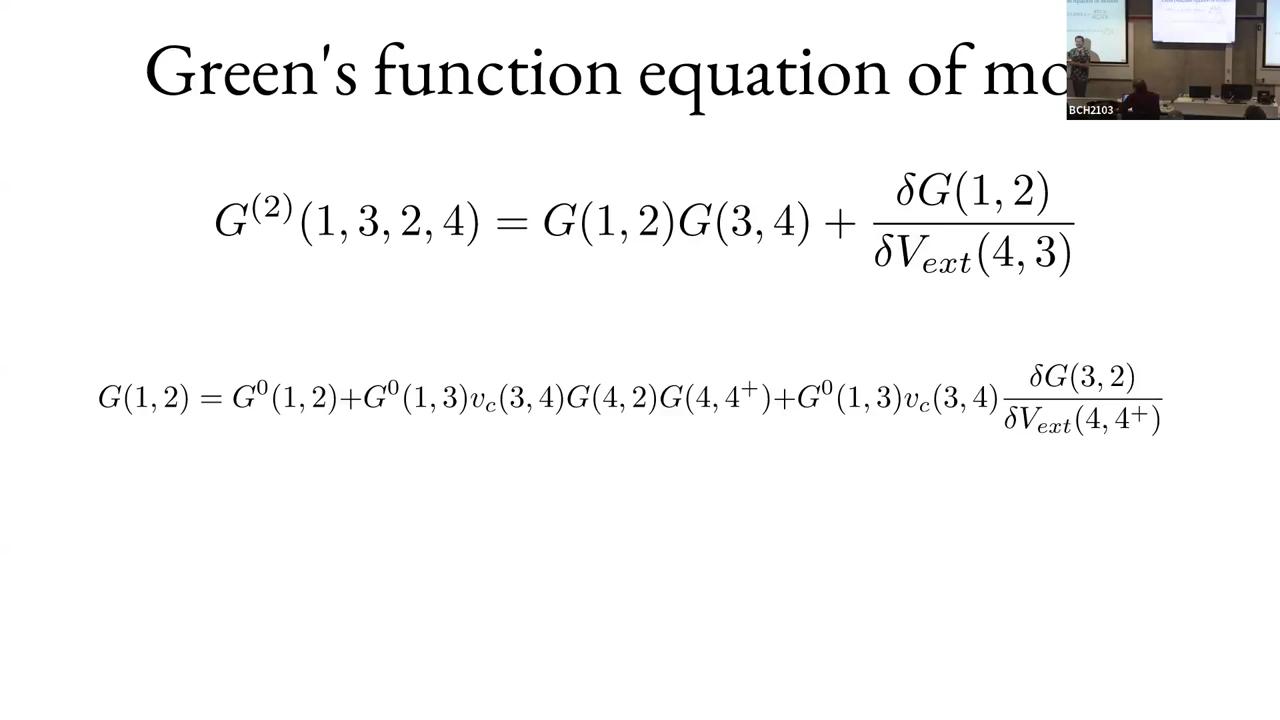 Green's function equation of mo
BCH2103
G^{(2)}(1, 3, 2, 4) = G(1, 2)G(3, 4) + \frac{\delta G(1, 2)}{\delta V_{ext}(4, 3)}
G(1, 2) = G^0(1, 2)+G^0(1, 3)v_c(3, 4)G(4, 2)G(4, 4^+)+G^0(1, 3)v_c(3, 4)\frac{\delta G(3, 2)}{\delta V_{ext}(4, 4^+)}